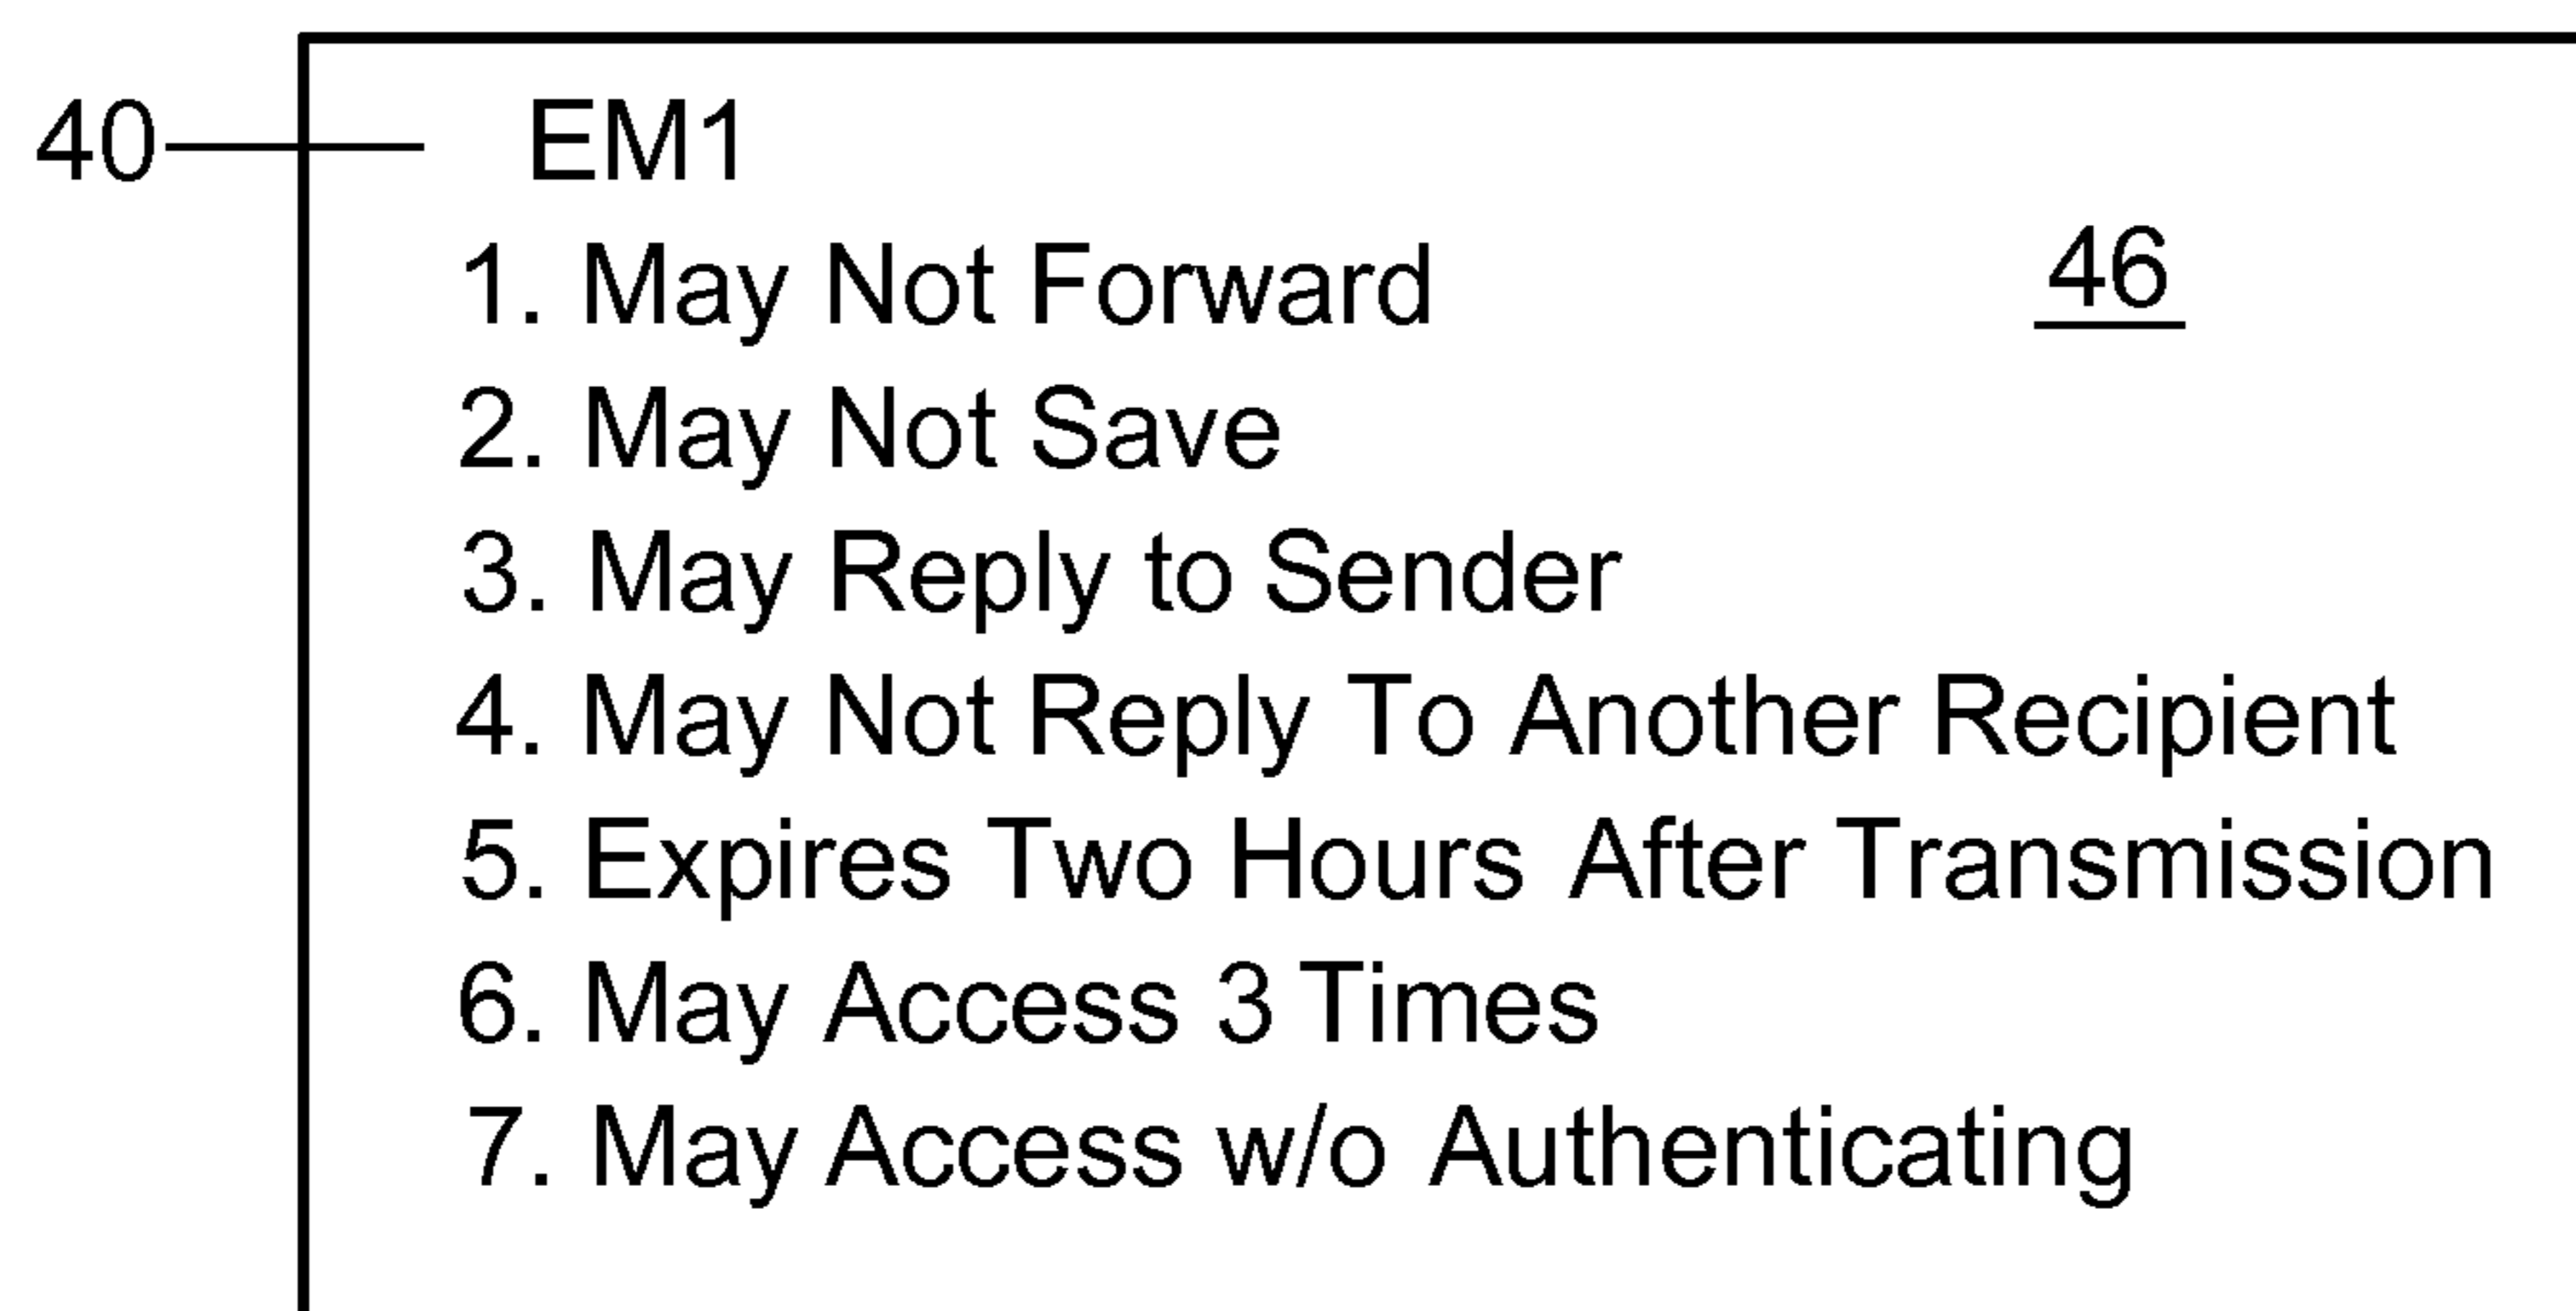 40 EM1
1. May Not Forward
46
2. May Not Save
3. May Reply to Sender
4. May Not Reply To Another Recipient
5. Expires Two Hours After Transmission
6. May Access 3 Times
7. May Access w/o Authenticating